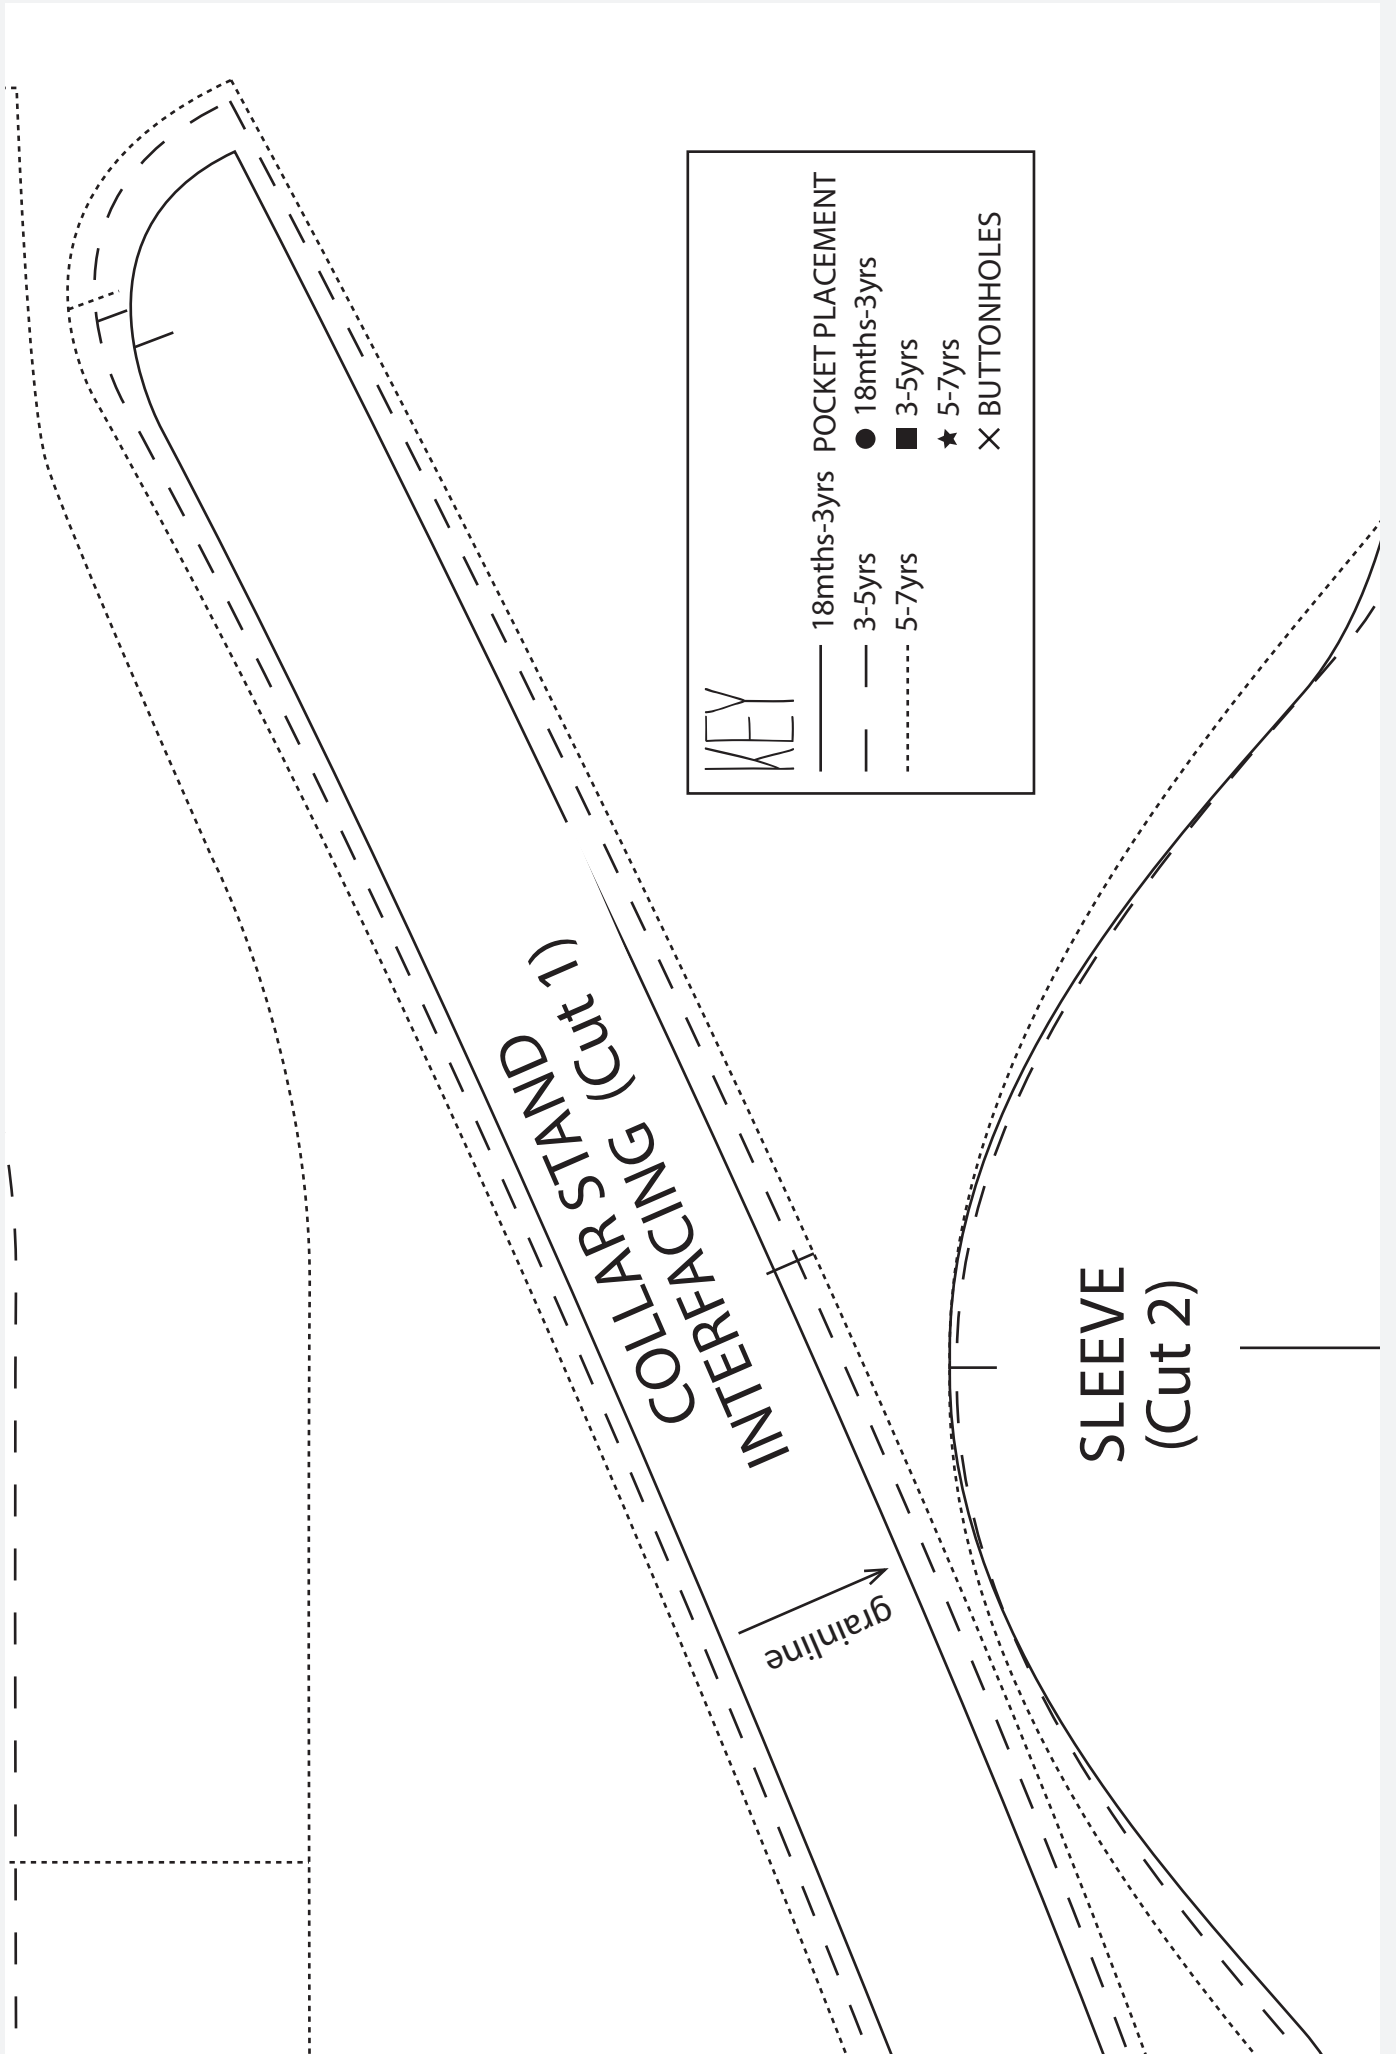 KEY
18mths-3yrs
3-5yrs
5-7yrs
POCKET PLACEMENT
18mths-3yrs
3-5yrs
5-7yrs
BUTTONHOLES
COLLAR STAND
INTERFACING (Cut 1)
grainline
SLEEVE
(Cut 2)